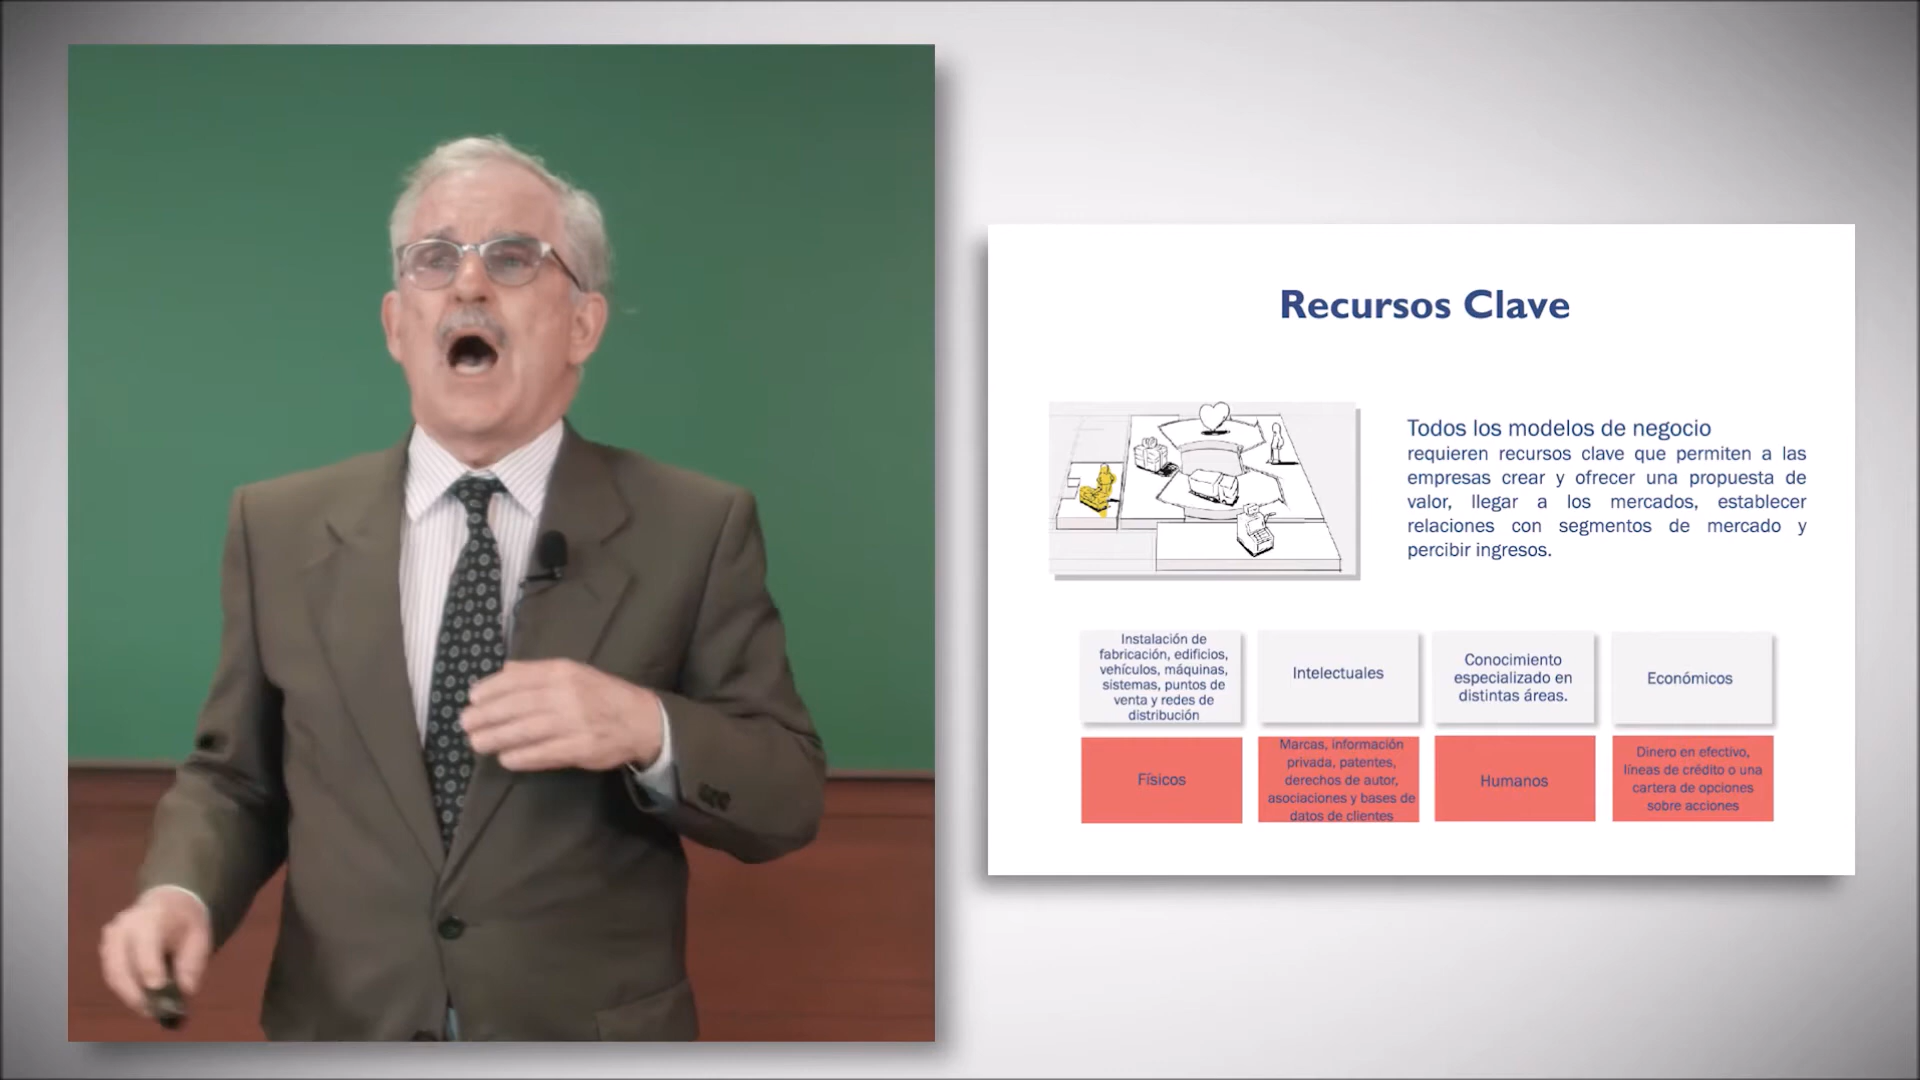 Recursos Clave
Todos los modelos de negocio
requieren recursos clave que permiten a las
empresas crear y ofrecer una propuesta de
valor, llegar a los mercados, establecer
relaciones con segmentos de mercado y
percibir ingresos.
Instalación de
fabricación, edificios,
vehículos, máquinas,
sistemas, puntos de
venta y redes de
distribución
Intelectuales
Conocimiento
especializado en
distintas áreas.
Económicos
Físicos
Marcas, información
privada, patentes,
derechos de autor,
asociaciones y bases de
datos de clientes
Humanos
Dinero en efectivo,
líneas de crédito o una
cartera de opciones
sobre acciones